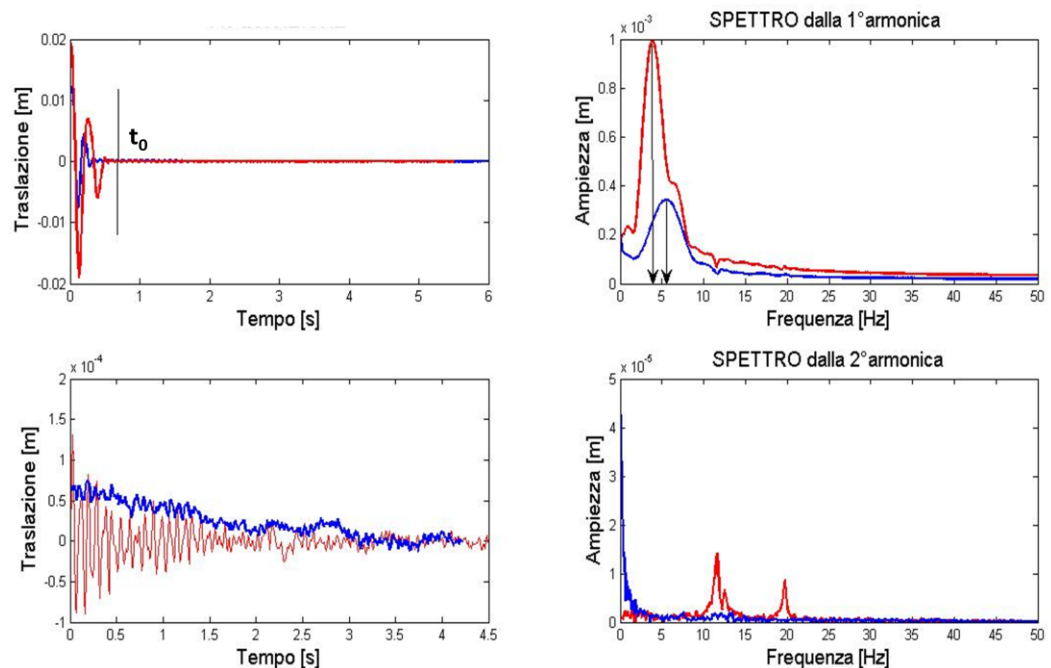 SPETTRO dalla 1°armonica
0.02
0.01
0
-0.01
-0.02
Traslazione [m]
t0
0 1 2 3 4 5 6
Tempo [s]
x 10^-3
1
0.8
0.6
0.4
0.2
0
Ampiezza [m]
0 5 10 15 20 25 30 35 40 45 50
Frequenza [Hz]
x 10^-4
2
1.5
1
0.5
0
-0.5
-1
Traslazione [m]
0 0.5 1 1.5 2 2.5 3 3.5 4 4.5
Tempo [s]
SPETTRO dalla 2°armonica
x 10^-5
5
4
3
2
1
0
Ampiezza [m]
0 5 10 15 20 25 30 35 40 45 50
Frequenza [Hz]